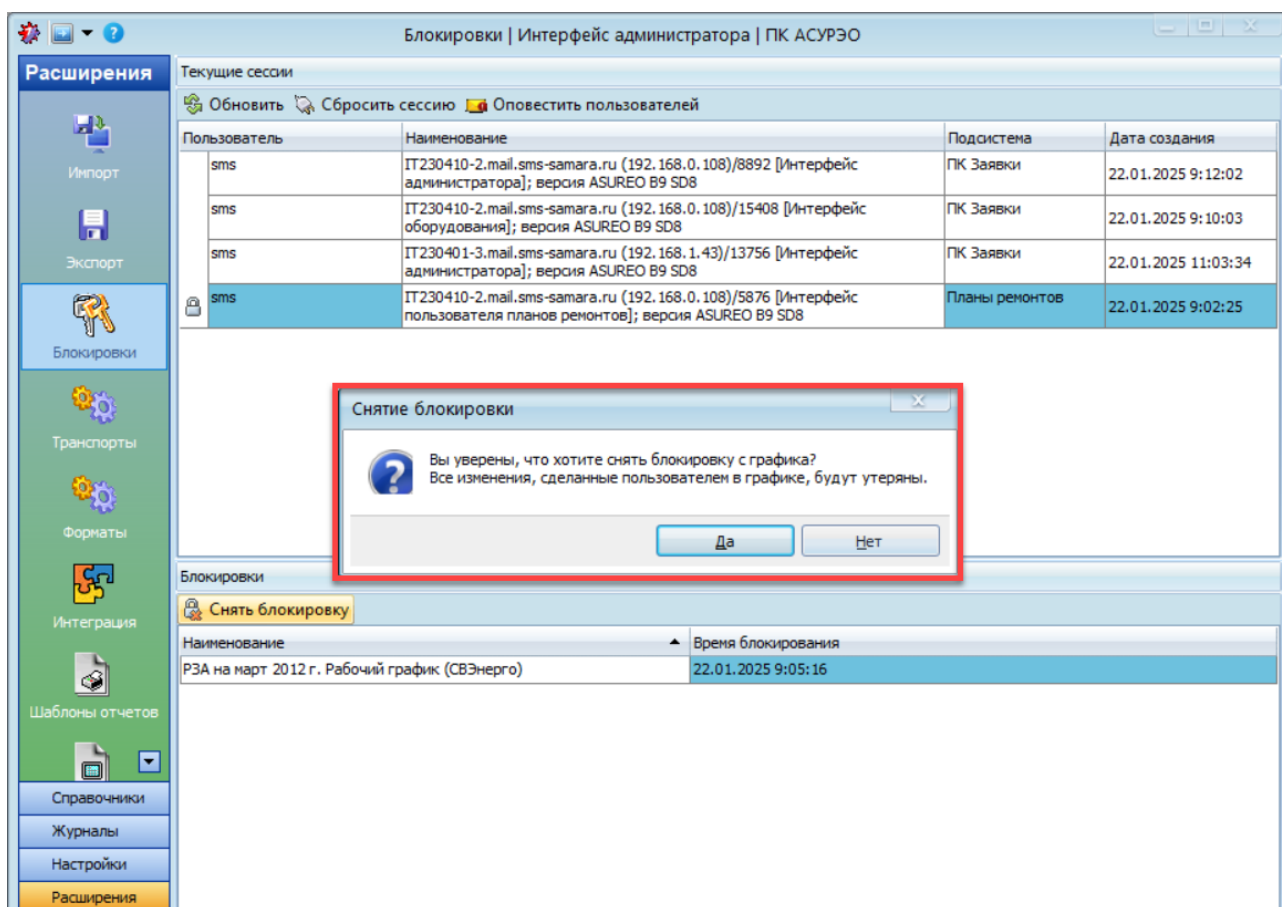 Блокировки | Интерфейс администратора | ПК АСУРЭО
Расширения
Импорт
Экспорт
Блокировки
Транспорты
Форматы
Интеграция
Шаблоны отчетов
Справочники
Журналы
Настройки
Расширения
Текущие сессии
Обновить Сбросить сессию Оповестить пользователей
Пользователь Наименование Подсистема Дата создания
sms IT230410-2.mail.sms-samara.ru (192.168.0.108)/8892 [Интерфейс ПК Заявки 22.01.2025 9:12:02
администратора]; версия ASUREO B9 SD8
sms IT230410-2.mail.sms-samara.ru (192.168.0.108)/15408 [Интерфейс ПК Заявки 22.01.2025 9:10:03
оборудования]; версия ASUREO B9 SD8
sms IT230401-3.mail.sms-samara.ru (192.168.1.43)/13756 [Интерфейс ПК Заявки 22.01.2025 11:03:34
администратора]; версия ASUREO B9 SD8
sms IT230410-2.mail.sms-samara.ru (192.168.0.108)/5876 [Интерфейс Планы ремонтов 22.01.2025 9:02:25
пользователя планов ремонтов]; версия ASUREO B9 SD8
Снятие блокировки
Вы уверены, что хотите снять блокировку с графика?
Все изменения, сделанные пользователем в графике, будут утеряны.
Да Нет
Блокировки
Снять блокировку
Наименование Время блокирования
РЗА на март 2012 г. Рабочий график (СВЭнерго) 22.01.2025 9:05:16